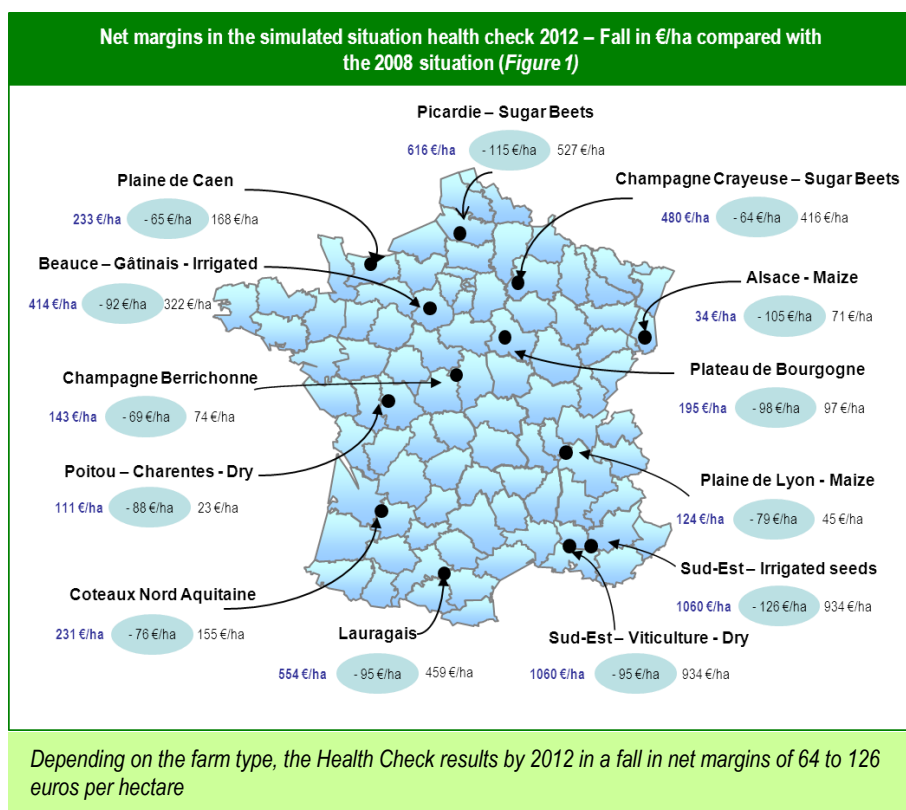 Net margins in the simulated situation health check 2012 – Fall in €/ha compared with
the 2008 situation (Figure 1)
Picardie – Sugar Beets
616 €/ha - 115 €/ha 527 €/ha
Plaine de Caen
233 €/ha - 65 €/ha 168 €/ha
Champagne Crayeuse – Sugar Beets
480 €/ha - 64 €/ha 416 €/ha
Beauce – Gâtinais - Irrigated
414 €/ha - 92 €/ha 322 €/ha
Alsace - Maize
34 €/ha - 105 €/ha 71 €/ha
Champagne Berrichonne
143 €/ha - 69 €/ha 74 €/ha
Plateau de Bourgogne
195 €/ha - 98 €/ha 97 €/ha
Poitou – Charentes - Dry
111 €/ha - 88 €/ha 23 €/ha
Plaine de Lyon - Maize
124 €/ha - 79 €/ha 45 €/ha
Sud-Est – Irrigated seeds
1060 €/ha - 126 €/ha 934 €/ha
Coteaux Nord Aquitaine
231 €/ha - 76 €/ha 155 €/ha
Lauragais
554 €/ha - 95 €/ha 459 €/ha
Sud-Est – Viticulture - Dry
1060 €/ha - 95 €/ha 934 €/ha
Depending on the farm type, the Health Check results by 2012 in a fall in net margins of 64 to 126
euros per hectare